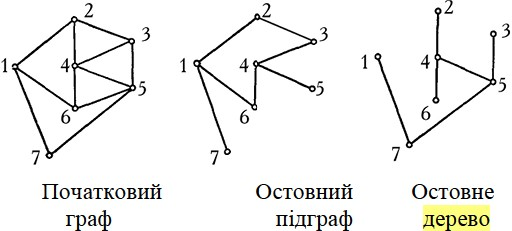 2 2 2
3 3 3
1 4 1 4 1 4
5 5 5
6 6 6
7 7 7
Початковий Остовний Остовне
граф підграф дерево